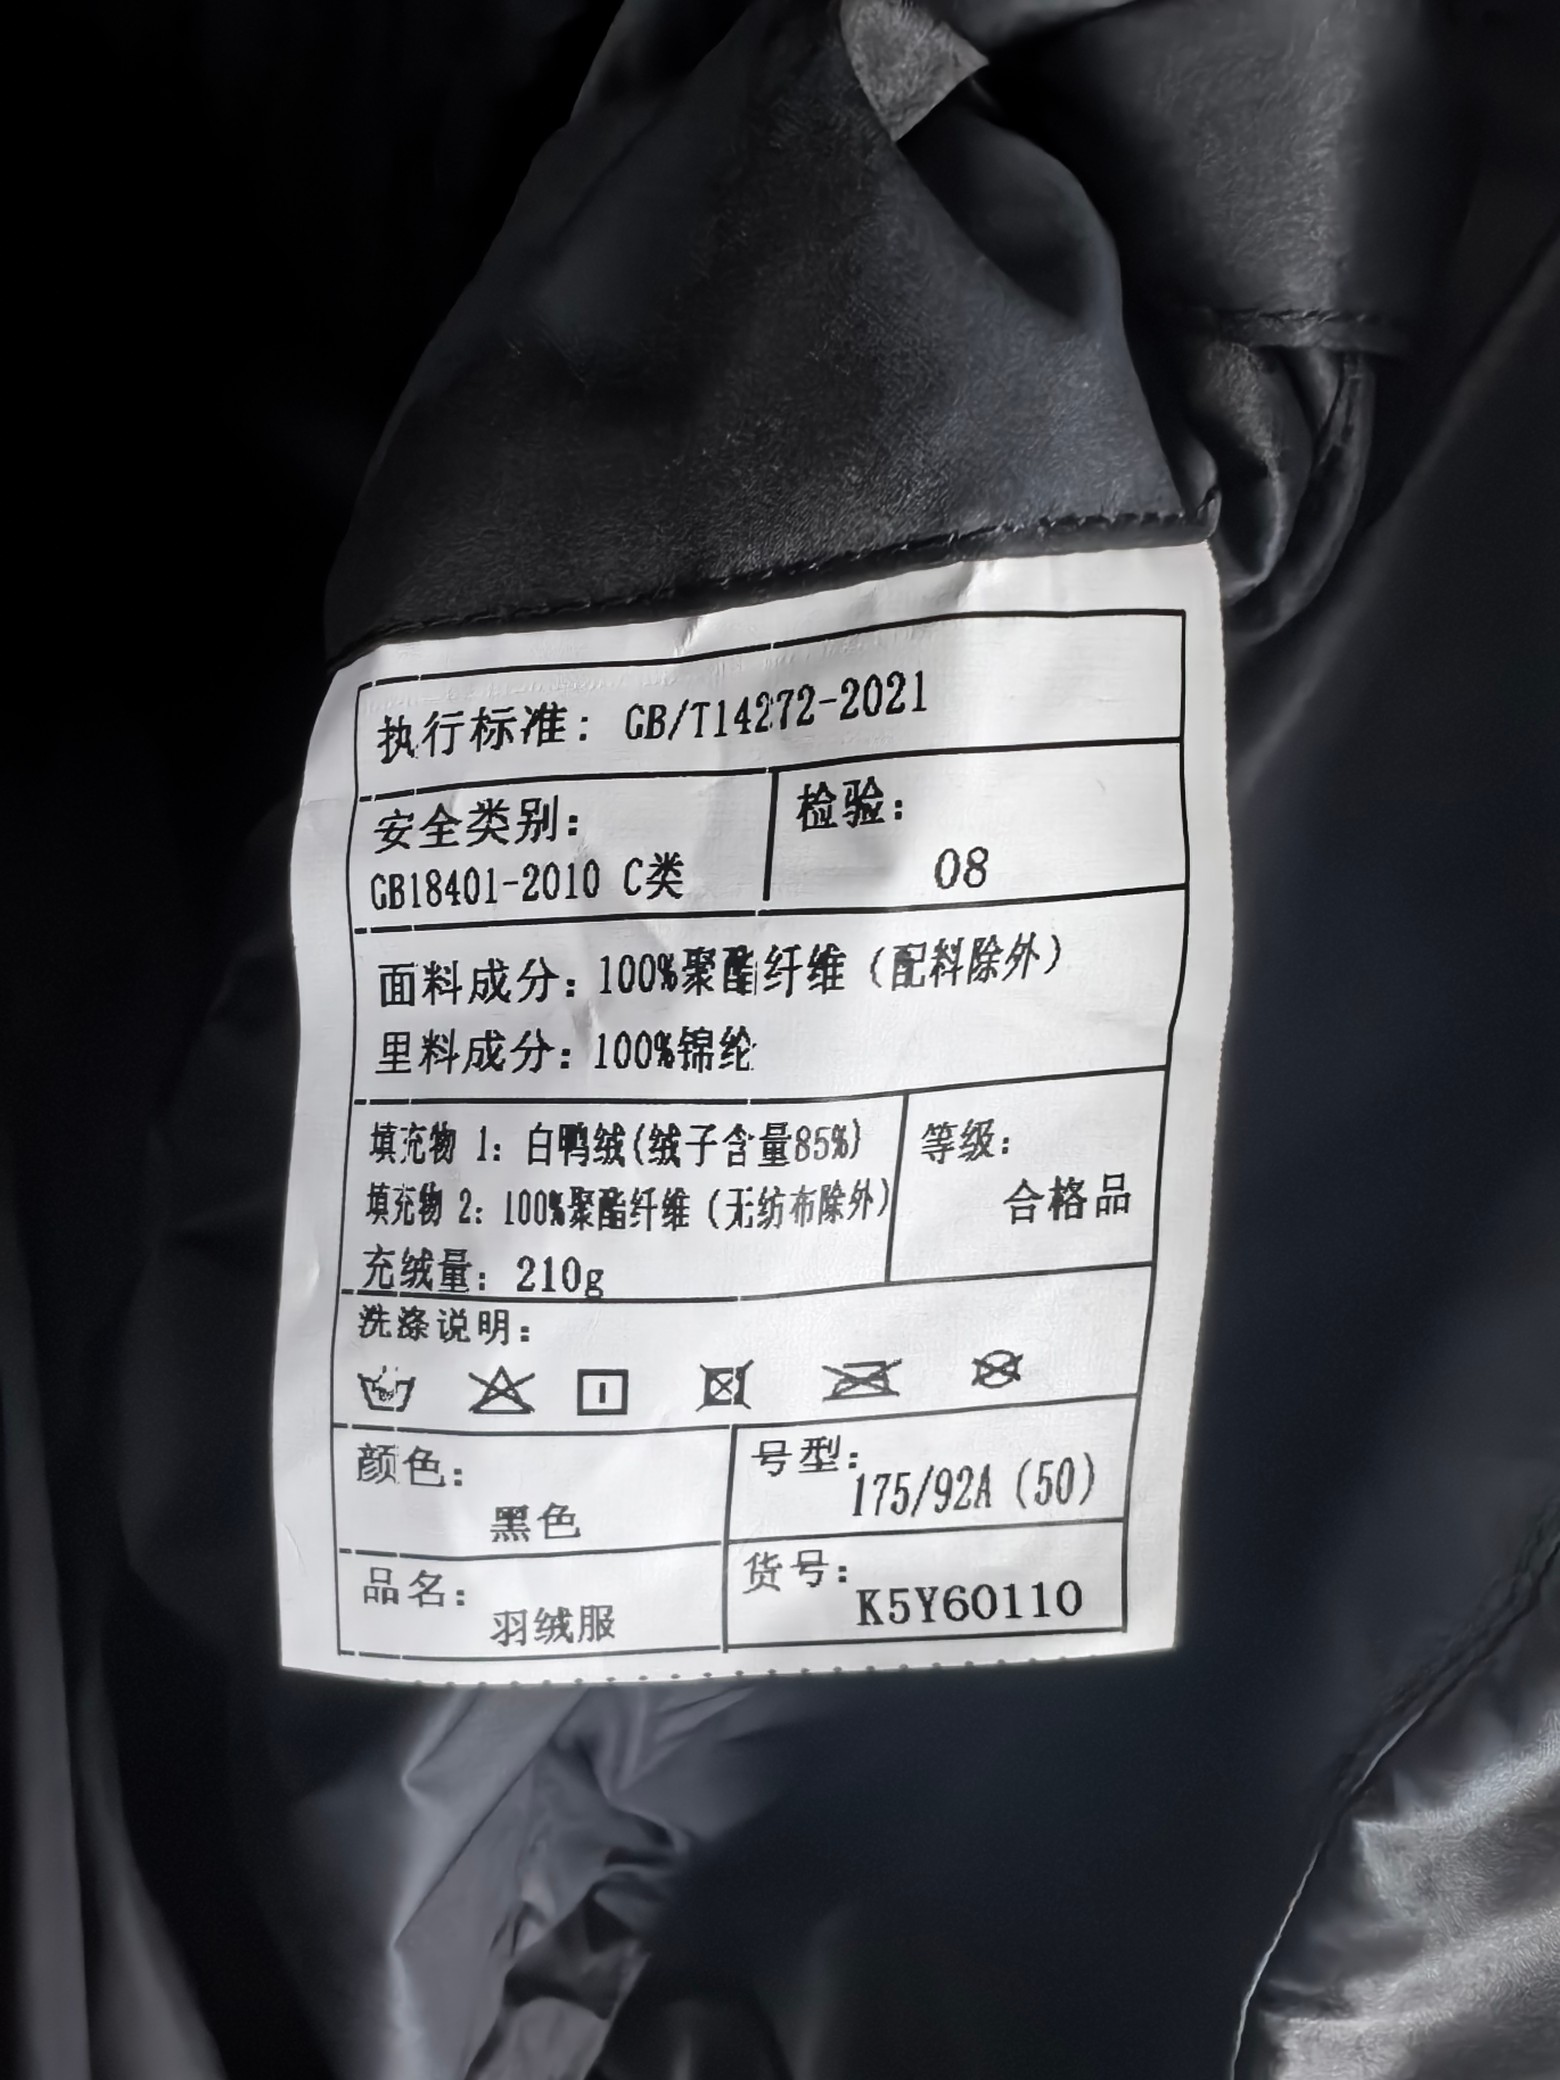 执行标准：GB/T14272-2021
安全类别：
GB18401-2010 C类
检验：
08
面料成分：100%聚酯纤维（配料除外）
里料成分：100%锦纶
填充物 1：白鸭绒(绒子含量85%)
填充物 2：100%聚酯纤维（无纺布除外）
充绒量：210g
等级：
合格品
洗涤说明：
颜色：
黑色
号型：
175/92A（50）
品名：
羽绒服
货号：
K5Y60110